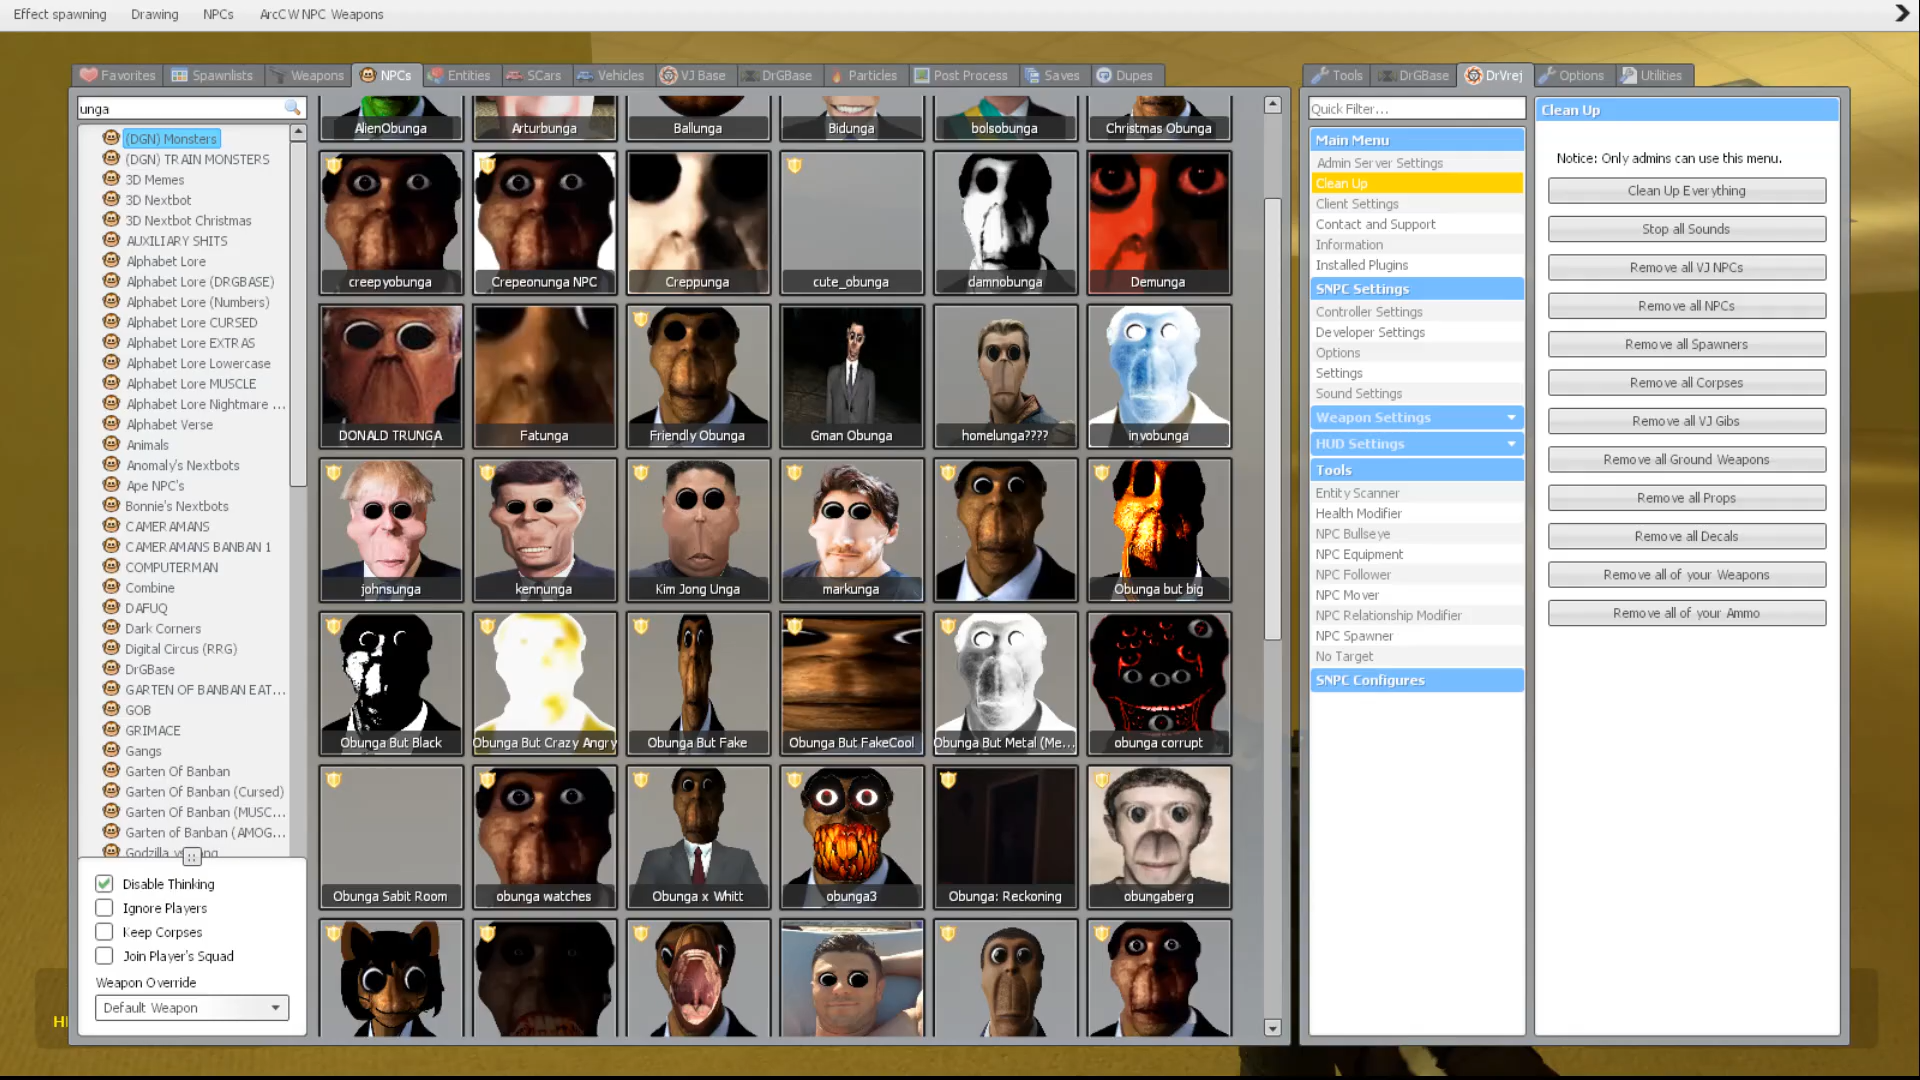 Effect spawning Drawing NPCs ArcCW NPC Weapons
Favorites Spawnlists Weapons NPCs Entities SCars Vehicles VJ Base DrGBase Particles Post Process Saves Dupes
Tools DrGBase DrVrej Options Utilities
unga
(DGN) Monsters
(DGN) TRAIN MONSTERS
3D Memes
3D Nextbot
3D Nextbot Christmas
AUXILIARY SHITS
Alphabet Lore
Alphabet Lore (DRGBASE)
Alphabet Lore (Numbers)
Alphabet Lore CURSED
Alphabet Lore EXTRAS
Alphabet Lore Lowercase
Alphabet Lore MUSCLE
Alphabet Lore Nightmare ...
Alphabet Verse
Animals
Anomaly's Nextbots
Ape NPC's
Bonnie's Nextbots
CAMERAMANS
CAMERAMANS BANBAN 1
COMPUTERMAN
Combine
DAFUQ
Dark Corners
Digital Circus (RRG)
DrGBase
GARTEN OF BANBAN EAT...
GOB
GRIMACE
Gangs
Garten Of Banban
Garten Of Banban (Cursed)
Garten Of Banban (MUSC...
Garten of Banban (AMOG...
Disable Thinking
Ignore Players
Keep Corpses
Join Player's Squad
Weapon Override
Default Weapon
AlienObunga Arturbunga Ballunga Bidunga bolsobunga Christmas Obunga
creepyobunga Crepeonunga NPC Creppunga cute_obunga damnobunga Demunga
DONALD TRUNGA Fatunga Friendly Obunga Gman Obunga homelunga???? invobunga
johnsunga kennunga Kim Jong Unga markunga Obunga but big
Obunga But Black Obunga But Crazy Angry Obunga But Fake Obunga But FakeCool Obunga But Metal (Me... obunga corrupt
Obunga Sabit Room obunga watches Obunga x Whitt obunga3 Obunga: Reckoning obungaberg
Quick Filter...
Main Menu
Admin Server Settings
Clean Up
Client Settings
Contact and Support
Information
Installed Plugins
SNPC Settings
Controller Settings
Developer Settings
Options
Settings
Sound Settings
Weapon Settings
HUD Settings
Tools
Entity Scanner
Health Modifier
NPC Bullseye
NPC Equipment
NPC Follower
NPC Mover
NPC Relationship Modifier
NPC Spawner
No Target
SNPC Configures
Clean Up
Notice: Only admins can use this menu.
Clean Up Everything
Stop all Sounds
Remove all VJ NPCs
Remove all NPCs
Remove all Spawners
Remove all Corpses
Remove all VJ Gibs
Remove all Ground Weapons
Remove all Props
Remove all Decals
Remove all of your Weapons
Remove all of your Ammo